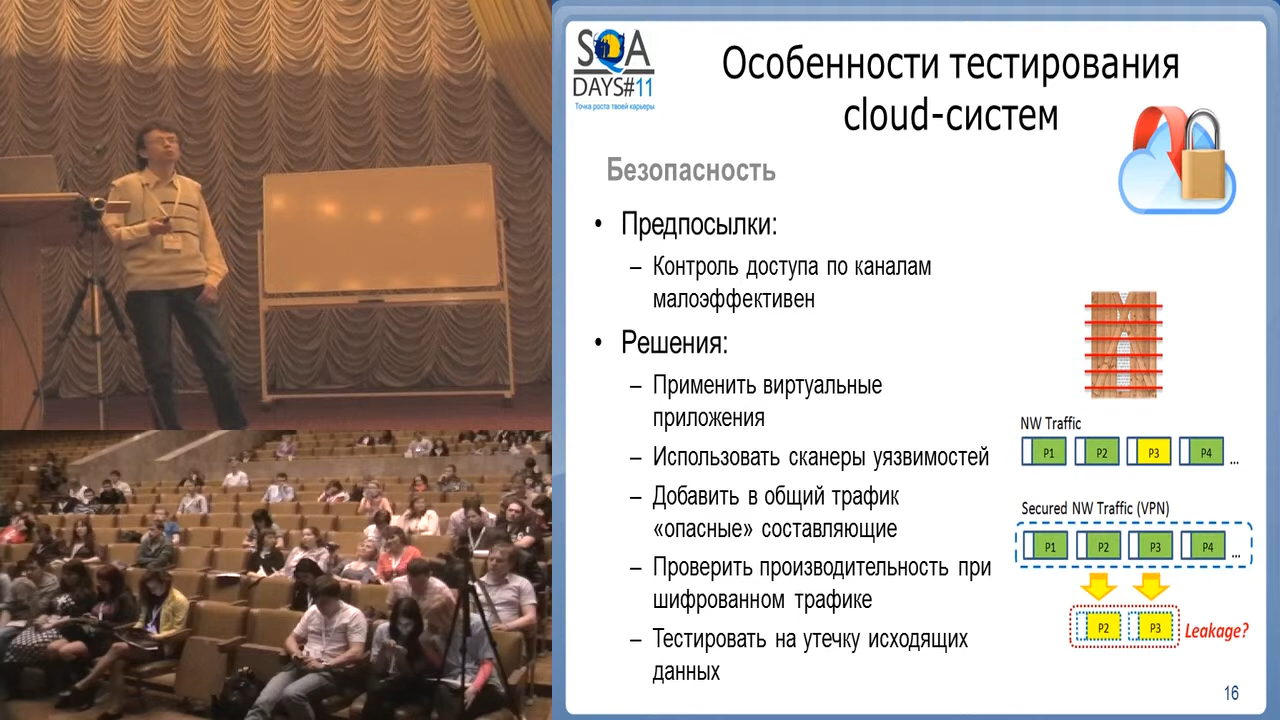 SQA
DAYS#11
Точка роста твоей карьеры
Особенности тестирования
cloud-систем
Безопасность
• Предпосылки:
– Контроль доступа по каналам
малоэффективен
• Решения:
– Применить виртуальные
приложения
– Использовать сканеры уязвимостей
– Добавить в общий трафик
«опасные» составляющие
– Проверить производительность при
шифрованном трафике
– Тестировать на утечку исходящих
данных
NW Traffic
P1 P2 P3 P4 ...
Secured NW Traffic (VPN)
P1 P2 P3 P4 ...
P2 P3 Leakage?
16